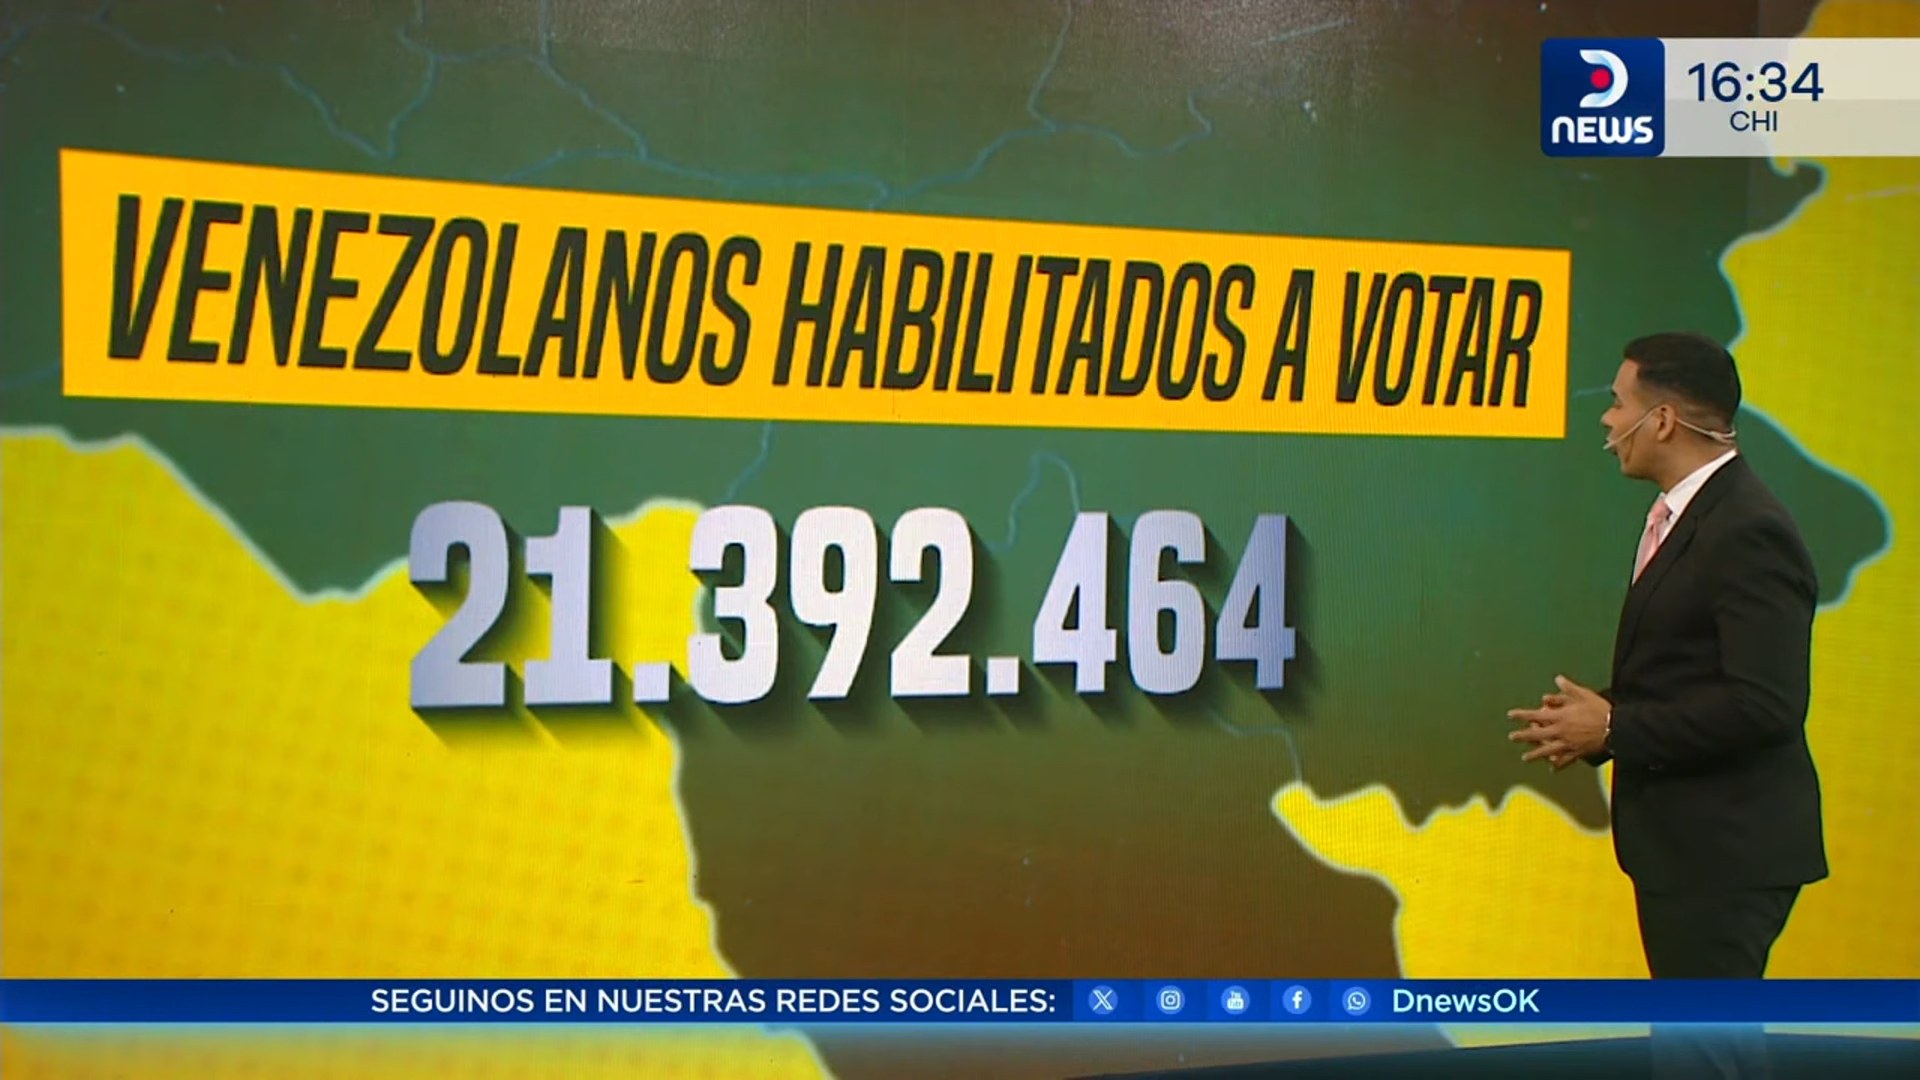 NEWS
16:34
CHI
VENEZOLANOS HABILITADOS A VOTAR
21.392.464
SEGUINOS EN NUESTRAS REDES SOCIALES: DnewsOK